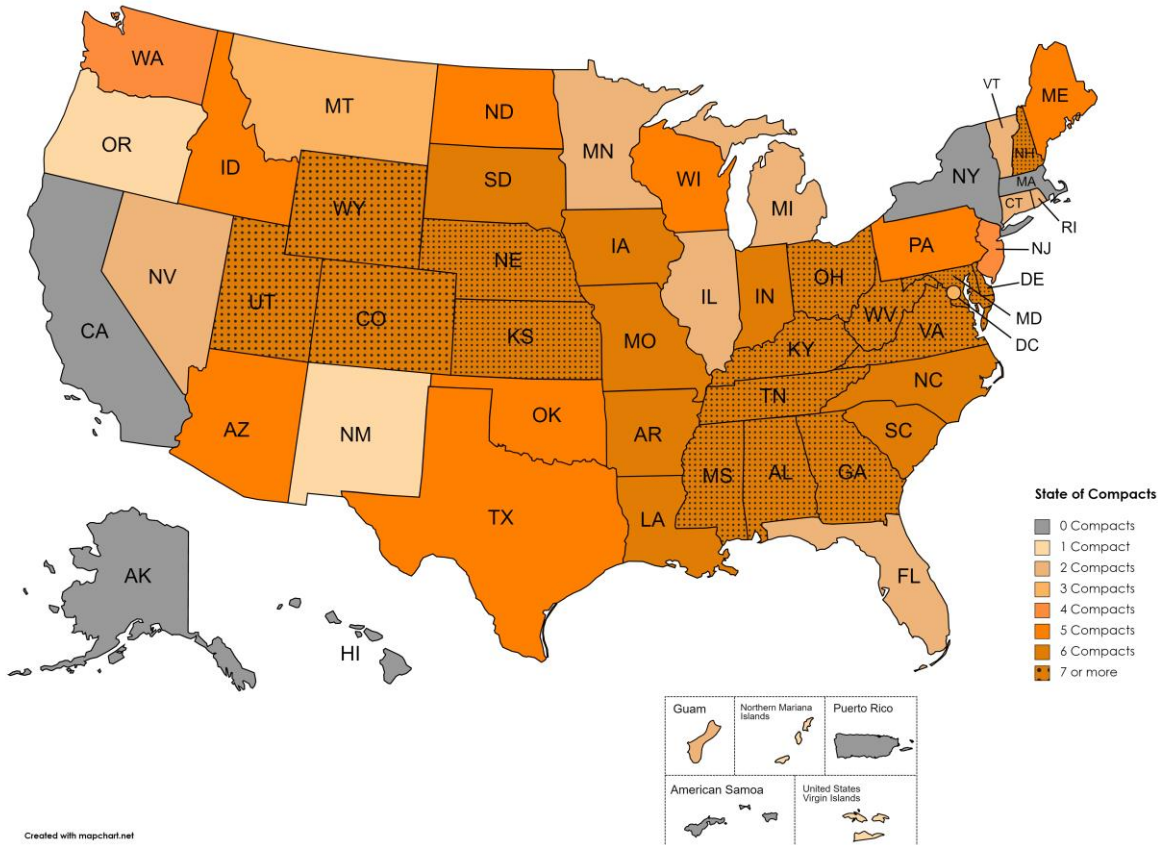 WA
MT
ND
MN
VT
ME
OR
ID
SD
WI
NH
NY
MA
WY
MI
CT
RI
IA
PA
NJ
NE
NV
UT
CO
IL
IN
OH
DE
WV
MD
CA
KS
MO
VA
DC
KY
NC
TN
AZ
NM
OK
AR
SC
MS
AL
GA
TX
LA
FL
AK
HI
State of Compacts
0 Compacts
1 Compact
2 Compacts
3 Compacts
4 Compacts
5 Compacts
6 Compacts
7 or more
Guam
Northern Mariana
Islands
Puerto Rico
American Samoa
United States
Virgin Islands
Created with mapchart.net